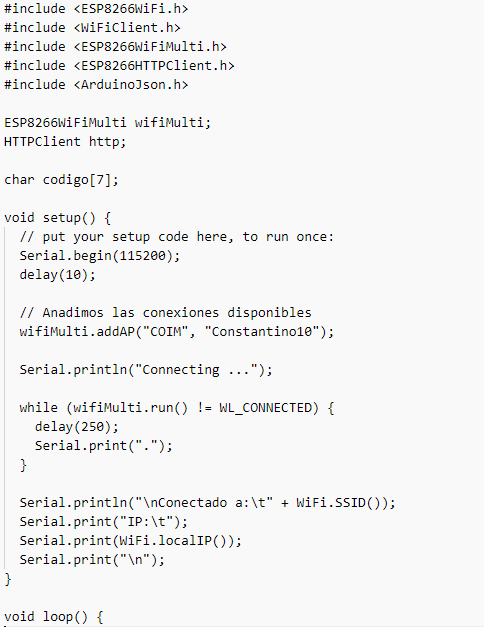 #include <ESP8266WiFi.h>
#include <WiFiClient.h>
#include <ESP8266WiFiMulti.h>
#include <ESP8266HTTPClient.h>
#include <ArduinoJson.h>

ESP8266WiFiMulti wifiMulti;
HTTPClient http;

char codigo[7];

void setup() {
  // put your setup code here, to run once:
  Serial.begin(115200);
  delay(10);

  // Anadimos las conexiones disponibles
  wifiMulti.addAP("COIM", "Constantino10");

  Serial.println("Connecting ...");

  while (wifiMulti.run() != WL_CONNECTED) {
    delay(250);
    Serial.print(".");
  }

  Serial.println("\nConectado a:\t" + WiFi.SSID());
  Serial.print("IP:\t");
  Serial.print(WiFi.localIP());
  Serial.print("\n");
}

void loop() {